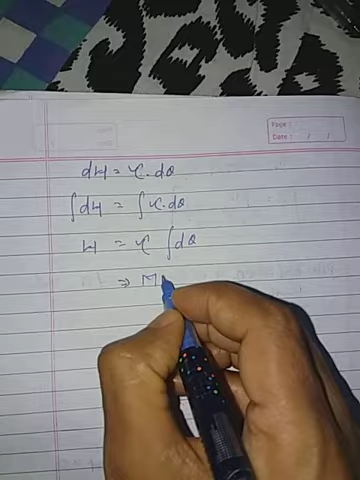 Page :
Date : / /
dW = τ. dθ
∫dW = ∫ τ. dθ
W = τ ∫dθ
⇒ M